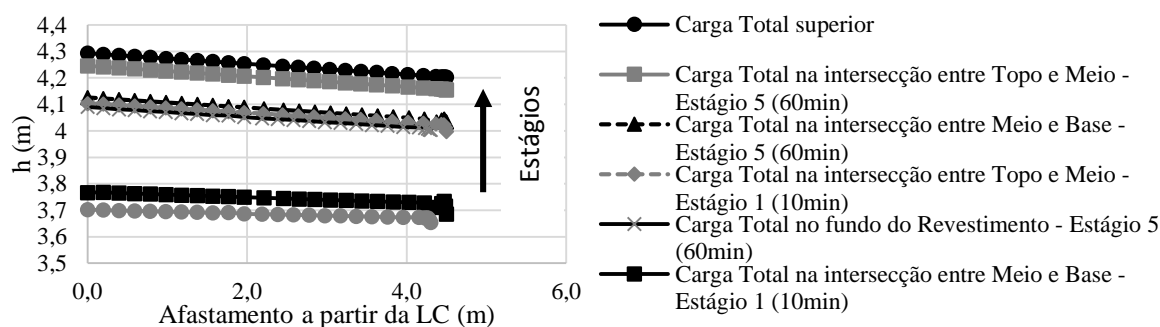 4,4
4,3
4,2
4,1
4
3,9
3,8
3,7
3,6
3,5
h (m)
0,0 2,0 4,0 6,0
Afastamento a partir da LC (m)
Estágios
Carga Total superior
Carga Total na intersecção entre Topo e Meio -
Estágio 5 (60min)
Carga Total na intersecção entre Meio e Base -
Estágio 5 (60min)
Carga Total na intersecção entre Topo e Meio -
Estágio 1 (10min)
Carga Total no fundo do Revestimento - Estágio 5
(60min)
Carga Total na intersecção entre Meio e Base -
Estágio 1 (10min)